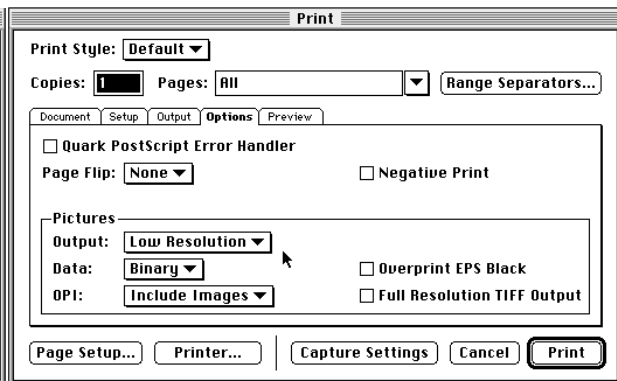 Print
Print Style: Default
Copies: 1 Pages: All Range Separators...
Document Setup Output Options Preview
Quark PostScript Error Handler
Page Flip: None Negative Print
Pictures
Output: Low Resolution
Data: Binary Overprint EPS Black
OPI: Include Images Full Resolution TIFF Output
Page Setup... Printer... Capture Settings Cancel Print